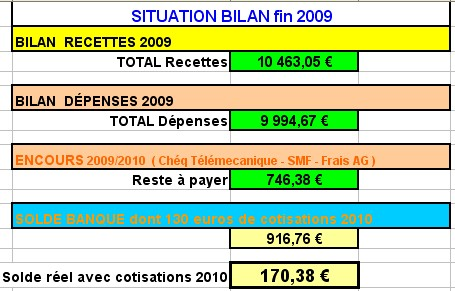 SITUATION BILAN fin 2009
BILAN RECETTES 2009
TOTAL Recettes 10 463,05 €
BILAN DÉPENSES 2009
TOTAL Dépenses 9 994,67 €
ENCOURS 2009/2010 ( Chéq Télémecanique - SMF - Frais AG )
Reste à payer 746,38 €
SOLDE BANQUE dont 130 euros de cotisations 2010
916,76 €
Solde réel avec cotisations 2010 170,38 €